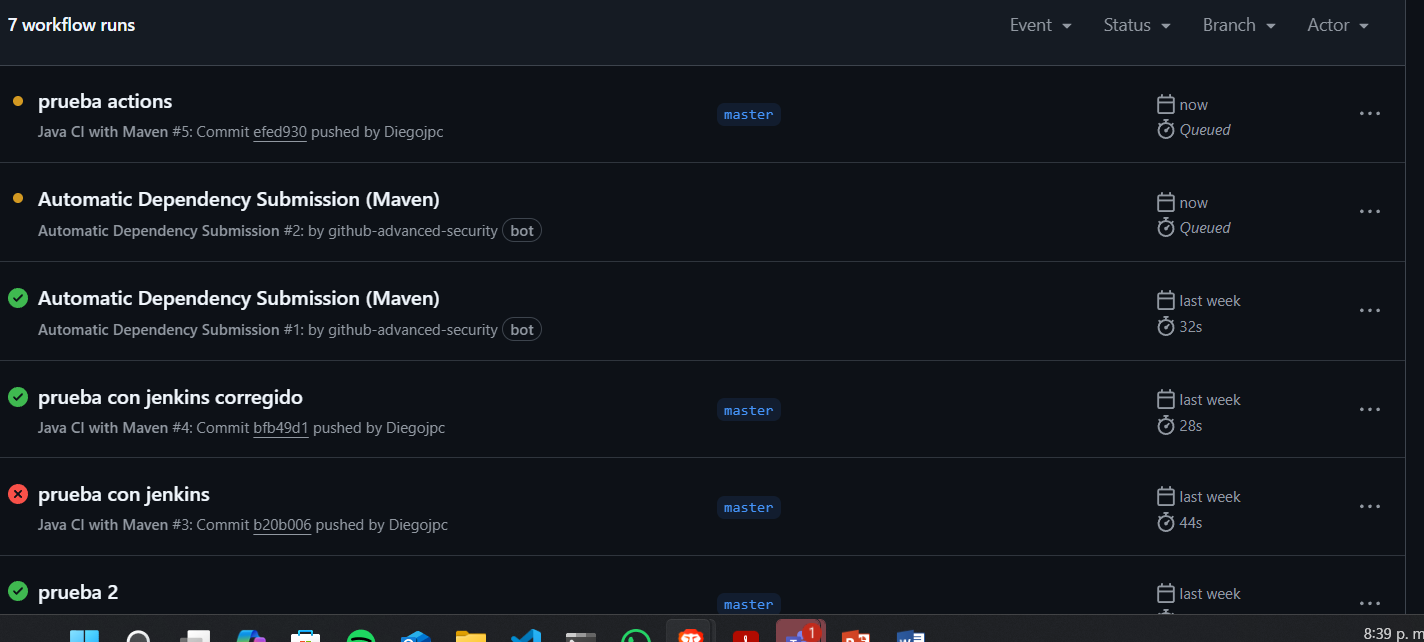 7 workflow runs
Event Status Branch Actor
prueba actions
Java CI with Maven #5: Commit efed930 pushed by Diegojpc
master
now
Queued
Automatic Dependency Submission (Maven)
Automatic Dependency Submission #2: by github-advanced-security bot
now
Queued
Automatic Dependency Submission (Maven)
Automatic Dependency Submission #1: by github-advanced-security bot
last week
32s
prueba con jenkins corregido
Java CI with Maven #4: Commit bfb49d1 pushed by Diegojpc
master
last week
28s
prueba con jenkins
Java CI with Maven #3: Commit b20b006 pushed by Diegojpc
master
last week
44s
prueba 2
master
last week
1
8:39 p. m